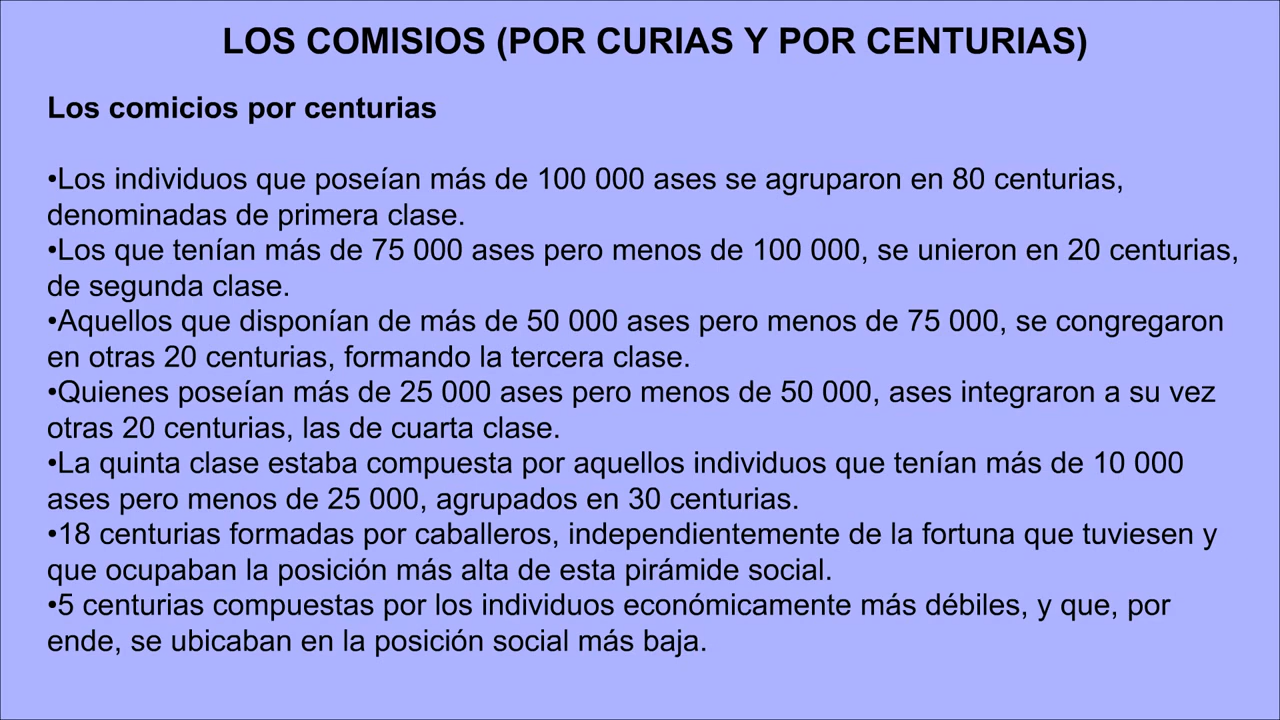 LOS COMISIOS (POR CURIAS Y POR CENTURIAS)
Los comicios por centurias
•Los individuos que poseían más de 100 000 ases se agruparon en 80 centurias,
denominadas de primera clase.
•Los que tenían más de 75 000 ases pero menos de 100 000, se unieron en 20 centurias,
de segunda clase.
•Aquellos que disponían de más de 50 000 ases pero menos de 75 000, se congregaron
en otras 20 centurias, formando la tercera clase.
•Quienes poseían más de 25 000 ases pero menos de 50 000, ases integraron a su vez
otras 20 centurias, las de cuarta clase.
•La quinta clase estaba compuesta por aquellos individuos que tenían más de 10 000
ases pero menos de 25 000, agrupados en 30 centurias.
•18 centurias formadas por caballeros, independientemente de la fortuna que tuviesen y
que ocupaban la posición más alta de esta pirámide social.
•5 centurias compuestas por los individuos económicamente más débiles, y que, por
ende, se ubicaban en la posición social más baja.